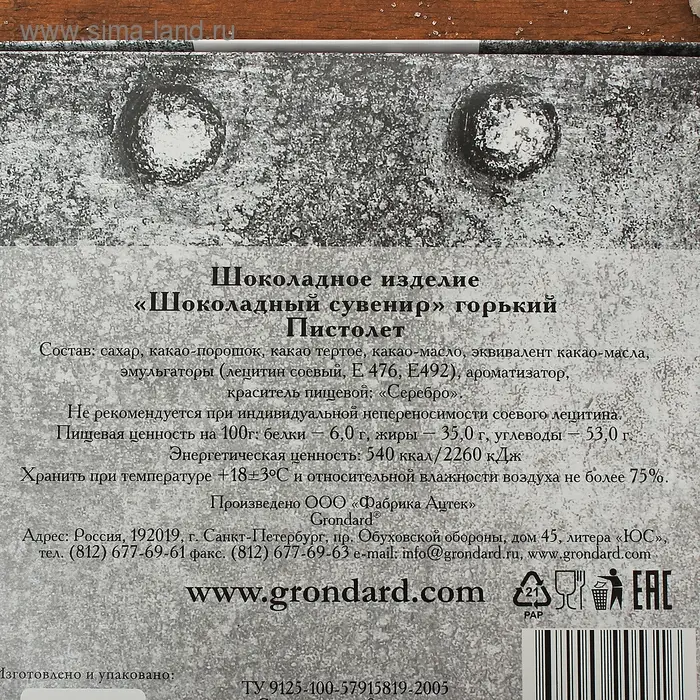 www.sima-land.ru
Шоколадное изделие
«Шоколадный сувенир» горький
Пистолет
Состав: сахар, какао-порошок, какао тертое, какао-масло, эквивалент какао-масла,
эмульгаторы (лецитин соевый, Е 476, Е492), ароматизатор,
краситель пищевой: «Серебро».
Не рекомендуется при индивидуальной непереносимости соевого лецитина.
Пищевая ценность на 100г: белки – 6,0 г, жиры – 35,0 г, углеводы – 53,0 г.
Энергетическая ценность: 540 ккал/2260 кДж
Хранить при температуре +18±3°С и относительной влажности воздуха не более 75%.
Произведено ООО «Фабрика Ацтек»
Grondard®
Адрес: Россия, 192019, г. Санкт-Петербург, пр. Обуховской обороны, дом 45, литера «ЮС»,
тел. (812) 677-69-61 факс. (812) 677-69-63 e-mail: info@grondard.ru, www.grondard.com
www.grondard.com
21
PAP
EAC
Изготовлено и упаковано:
ТУ 9125-100-57915819-2005